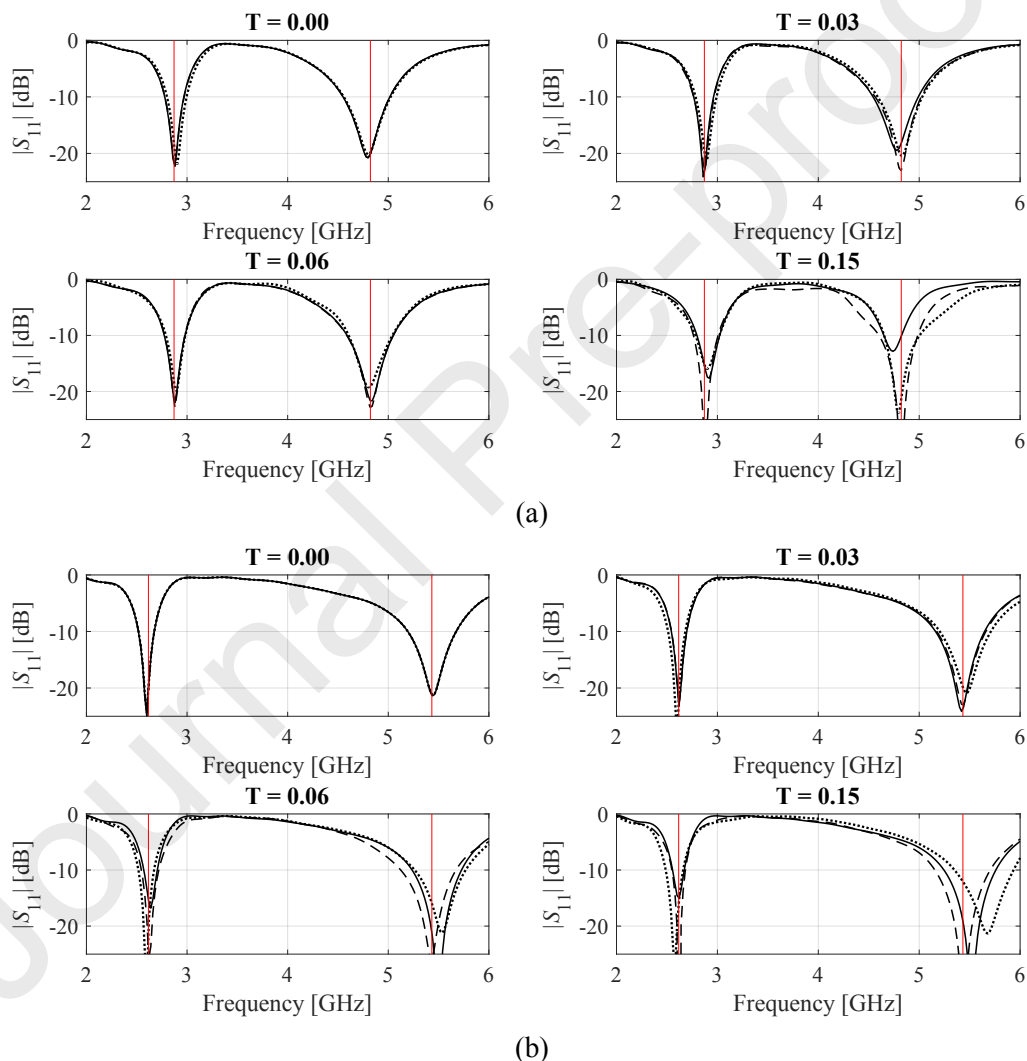 T = 0.00
0
-10
-20
|S11| [dB]
2 3 4 5 6
Frequency [GHz]
T = 0.03
0
-10
-20
|S11| [dB]
2 3 4 5 6
Frequency [GHz]
T = 0.06
0
-10
-20
|S11| [dB]
2 3 4 5 6
Frequency [GHz]
T = 0.15
0
-10
-20
|S11| [dB]
2 3 4 5 6
Frequency [GHz]
(a)
T = 0.00
0
-10
-20
|S11| [dB]
2 3 4 5 6
Frequency [GHz]
T = 0.03
0
-10
-20
|S11| [dB]
2 3 4 5 6
Frequency [GHz]
T = 0.06
0
-10
-20
|S11| [dB]
2 3 4 5 6
Frequency [GHz]
T = 0.15
0
-10
-20
|S11| [dB]
2 3 4 5 6
Frequency [GHz]
(b)
Journal Pre-proo